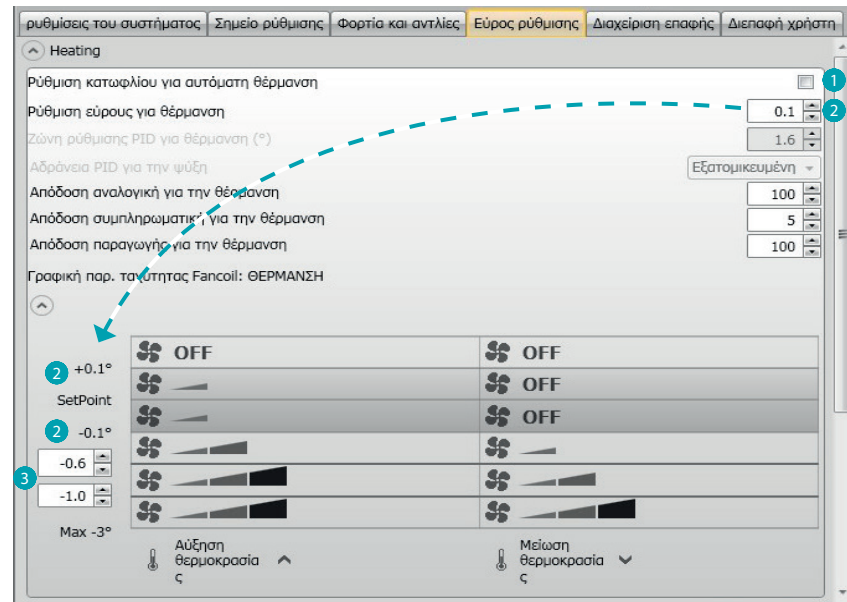 ρυθμίσεις του συστήματος Σημείο ρύθμισης Φορτία και αντλίες Εύρος ρύθμισης Διαχείριση επαφής Διεπαφή χρήστη
Heating
Ρύθμιση κατωφλίου για αυτόματη θέρμανση 1
Ρύθμιση εύρους για θέρμανση 0.1 2
Ζώνη ρύθμισης PID για θέρμανση (°) 1.6
Αδράνεια PID για την ψύξη Εξατομικευμένη
Απόδοση αναλογική για την θέρμανση 100
Απόδοση συμπληρωματική για την θέρμανση 5
Απόδοση παραγωγής για την θέρμανση 100
Γραφική παρ. ταχύτητας Fancoil: ΘΕΡΜΑΝΣΗ
OFF OFF
2 +0.1°
OFF
SetPoint
OFF
2 -0.1°
-0.6
3
-1.0
Max -3°
Αύξηση
θερμοκρασία
ς
Μείωση
θερμοκρασία
ς